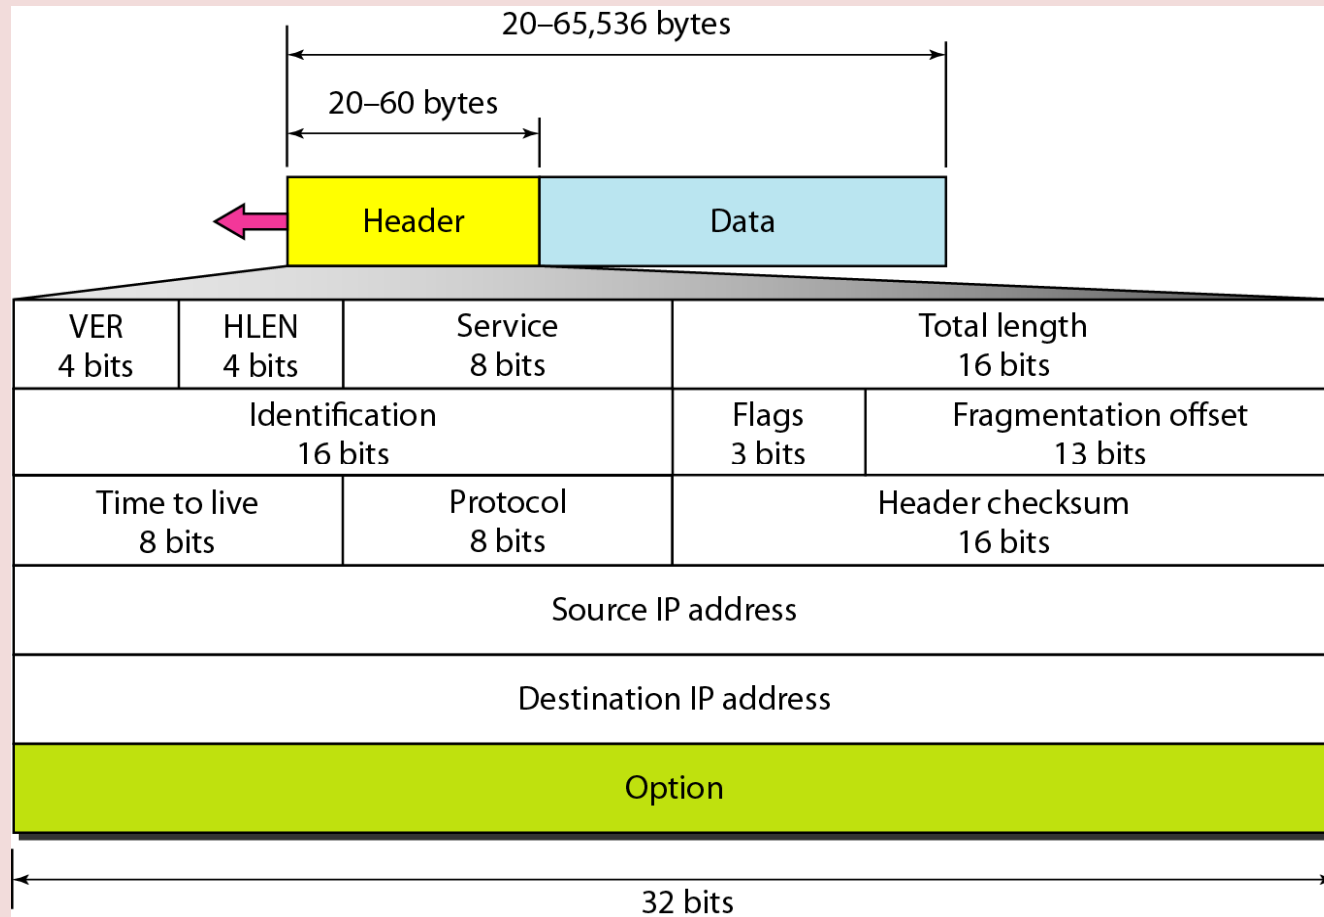 20–65,536 bytes
20–60 bytes
Header
Data
VER
4 bits
HLEN
4 bits
Service
8 bits
Total length
16 bits
Identification
16 bits
Flags
3 bits
Fragmentation offset
13 bits
Time to live
8 bits
Protocol
8 bits
Header checksum
16 bits
Source IP address
Destination IP address
Option
32 bits